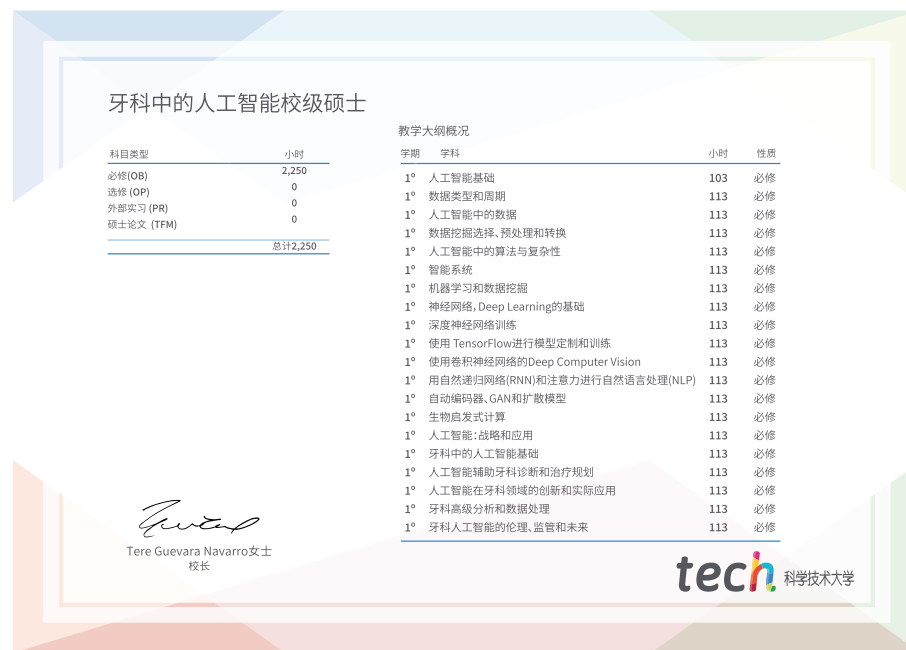 牙科中的人工智能校级硕士
科目类型 小时
必修(OB) 2,250
选修 (OP) 0
外部实习 (PR) 0
硕士论文 (TFM) 0
总计2,250
教学大纲概况
学期 学科 小时 性质
1º 人工智能基础 103 必修
1º 数据类型和周期 113 必修
1º 人工智能中的数据 113 必修
1º 数据挖掘选择、预处理和转换 113 必修
1º 人工智能中的算法与复杂性 113 必修
1º 智能系统 113 必修
1º 机器学习和数据挖掘 113 必修
1º 神经网络，Deep Learning的基础 113 必修
1º 深度神经网络训练 113 必修
1º 使用 TensorFlow进行模型定制和训练 113 必修
1º 使用卷积神经网络的Deep Computer Vision 113 必修
1º 用自然递归网络(RNN)和注意力进行自然语言处理(NLP) 113 必修
1º 自动编码器、GAN和扩散模型 113 必修
1º 生物启发式计算 113 必修
1º 人工智能：战略和应用 113 必修
1º 牙科中的人工智能基础 113 必修
1º 人工智能辅助牙科诊断和治疗规划 113 必修
1º 人工智能在牙科领域的创新和实际应用 113 必修
1º 牙科高级分析和数据处理 113 必修
1º 牙科人工智能的伦理、监管和未来 113 必修
Tere Guevara Navarro女士
校长
tech 科学技术大学